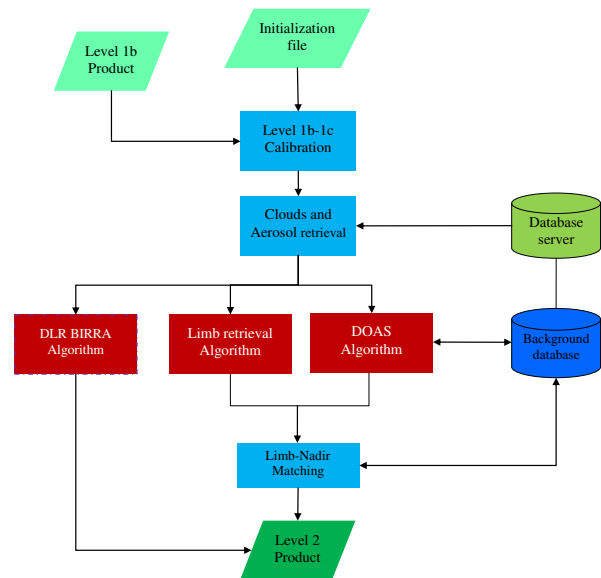 Initialization
file
Level 1b
Product
Level 1b-1c
Calibration
Clouds and
Aerosol retrieval
Database
server
DLR BIRRA
Algorithm
Limb retrieval
Algorithm
DOAS
Algorithm
Background
database
Limb-Nadir
Matching
Level 2
Product